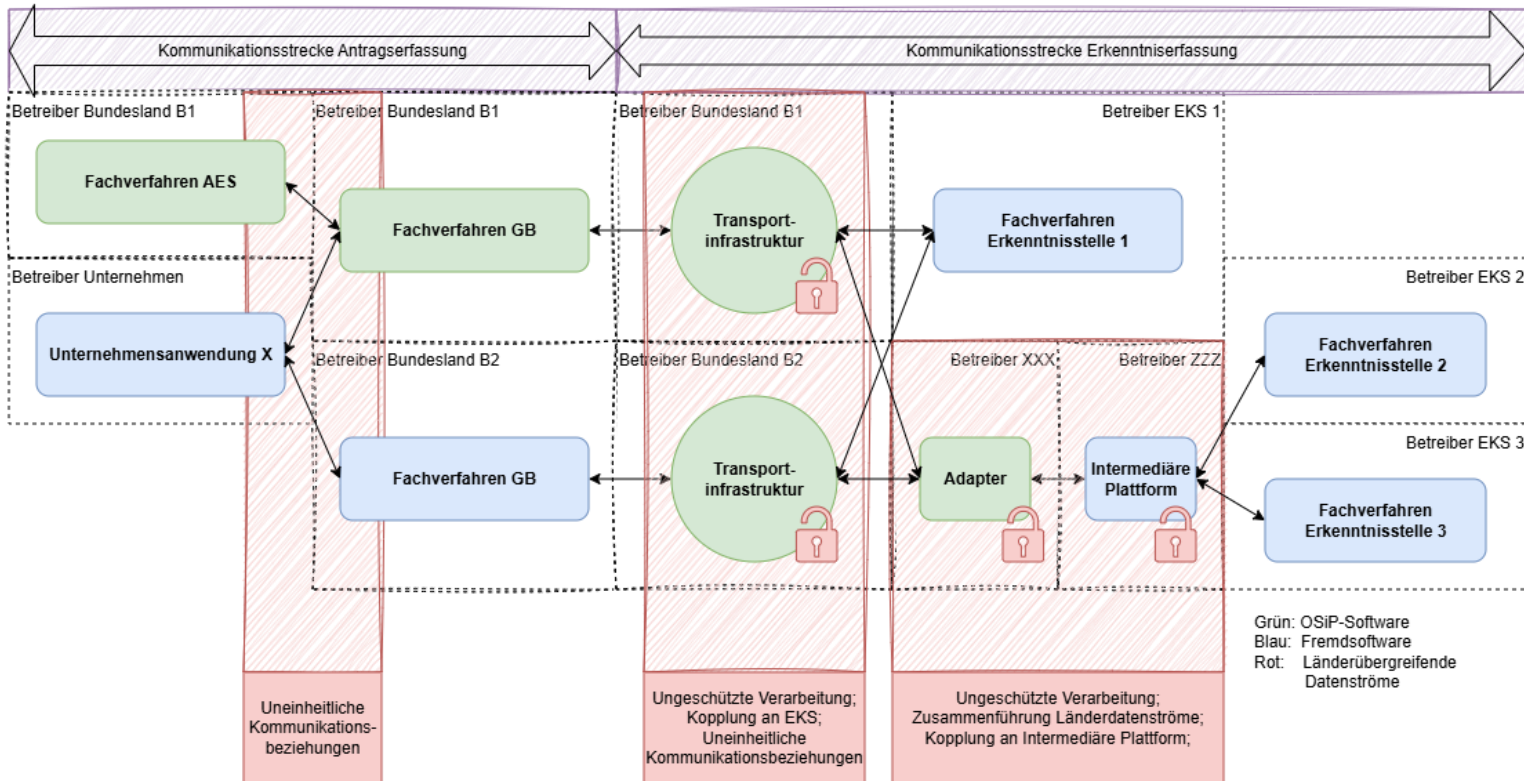 Kommunikationsstrecke Antragserfassung
Kommunikationsstrecke Erkenntniserfassung
Betreiber Bundesland B1
Betreiber Bundesland B1
Betreiber Bundesland B1
Betreiber EKS 1
Fachverfahren AES
Fachverfahren GB
Transport-
infrastruktur
Fachverfahren
Erkenntnisstelle 1
Betreiber Unternehmen
Betreiber EKS 2
Unternehmensanwendung X
Fachverfahren
Erkenntnisstelle 2
Betreiber Bundesland B2
Betreiber Bundesland B2
Betreiber XXX
Betreiber ZZZ
Betreiber EKS 3
Fachverfahren GB
Transport-
infrastruktur
Adapter
Intermediäre
Plattform
Fachverfahren
Erkenntnisstelle 3
Grün: OSiP-Software
Blau: Fremdsoftware
Rot: Länderübergreifende
Datenströme
Uneinheitliche
Kommunikations-
beziehungen
Ungeschützte Verarbeitung;
Kopplung an EKS;
Uneinheitliche
Kommunikationsbeziehungen
Ungeschützte Verarbeitung;
Zusammenführung Länderdatenströme;
Kopplung an Intermediäre Plattform;